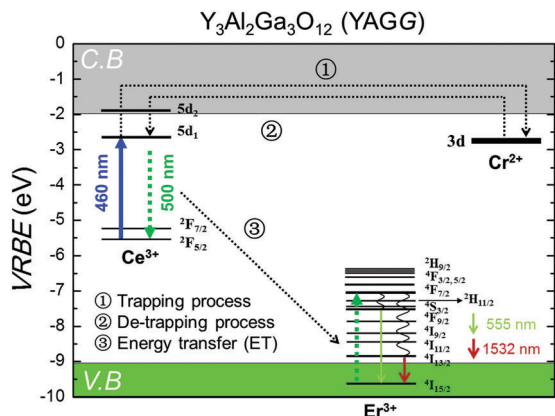 Y₃Al₂Ga₃O₁₂ (YAGG)
VRBE (eV)
0
-1
-2
-3
-4
-5
-6
-7
-8
-9
-10
C.B
V.B
①
②
③
5d₂
5d₁
460 nm
500 nm
²F₇/₂
²F₅/₂
Ce³⁺
3d
Cr²⁺
① Trapping process
② De-trapping process
③ Energy transfer (ET)
²H₉/₂
⁴F₃/₂,₅/₂
⁴F₇/₂
²H₁₁/₂
⁴S₃/₂
⁴F₉/₂
⁴I₉/₂
⁴I₁₁/₂
⁴I₁₃/₂
⁴I₁₅/₂
555 nm
1532 nm
Er³⁺